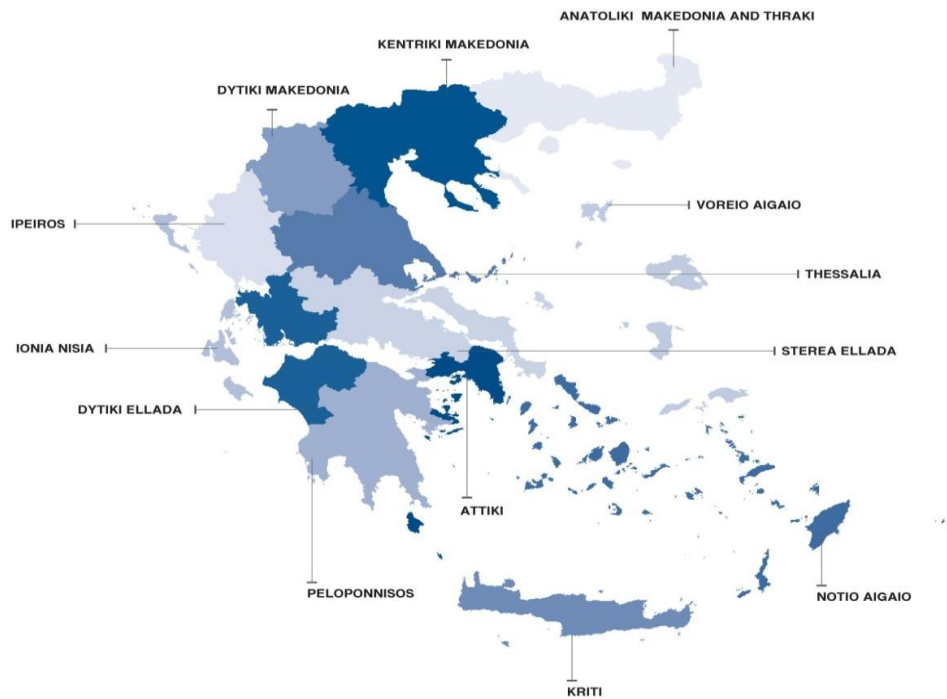 ANATOLIKI MAKEDONIA AND THRAKI
KENTRIKI MAKEDONIA
DYTIKI MAKEDONIA
VOREIO AIGAIO
IPEIROS
THESSALIA
IONIA NISIA
STEREA ELLADA
DYTIKI ELLADA
ATTIKI
PELOPONNISOS
NOTIO AIGAIO
KRITI